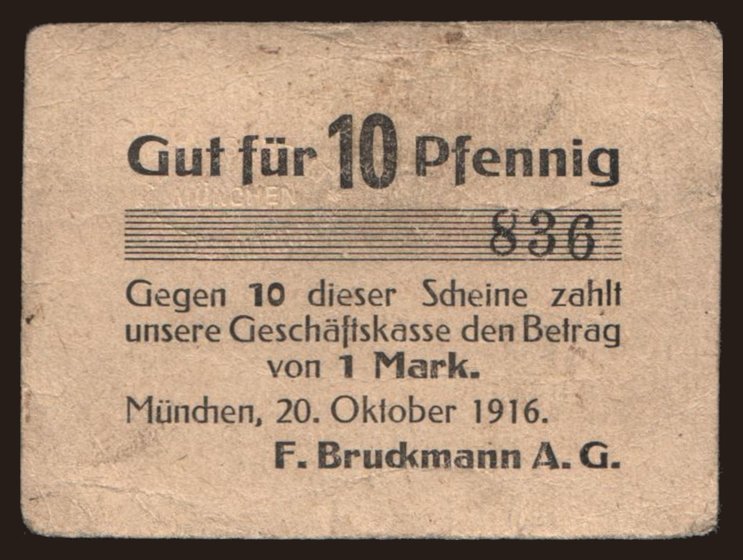 Gut für 10 Pfennig
MÜNCHEN
836
Gegen 10 dieser Scheine zahlt
unsere Geschäftskasse den Betrag
von 1 Mark.
München, 20. Oktober 1916.
F. Bruckmann A. G.